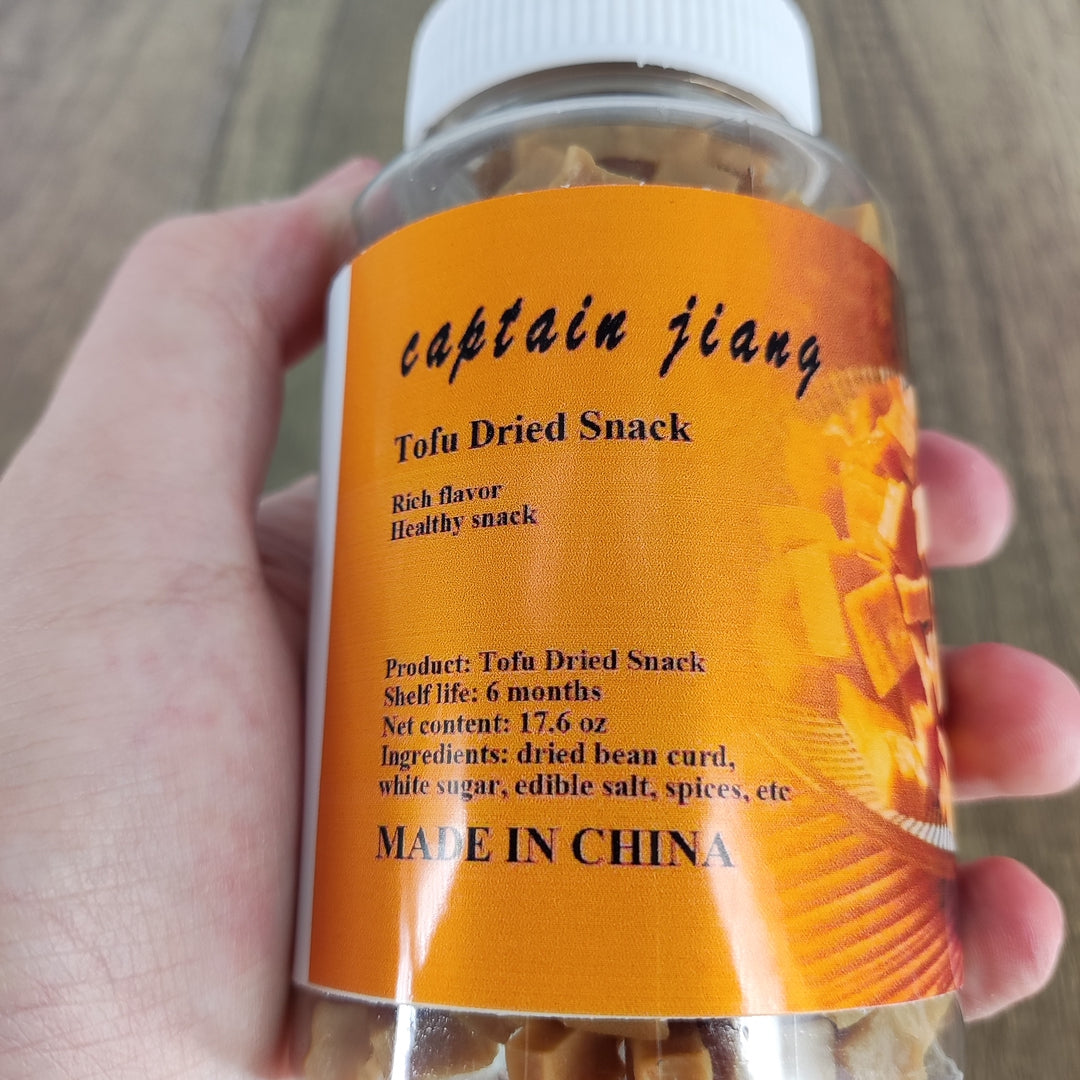 captain jiang
Tofu Dried Snack
Rich flavor
Healthy snack
Product: Tofu Dried Snack
Shelf life: 6 months
Net content: 17.6 oz
Ingredients: dried bean curd,
white sugar, edible salt, spices, etc
MADE IN CHINA